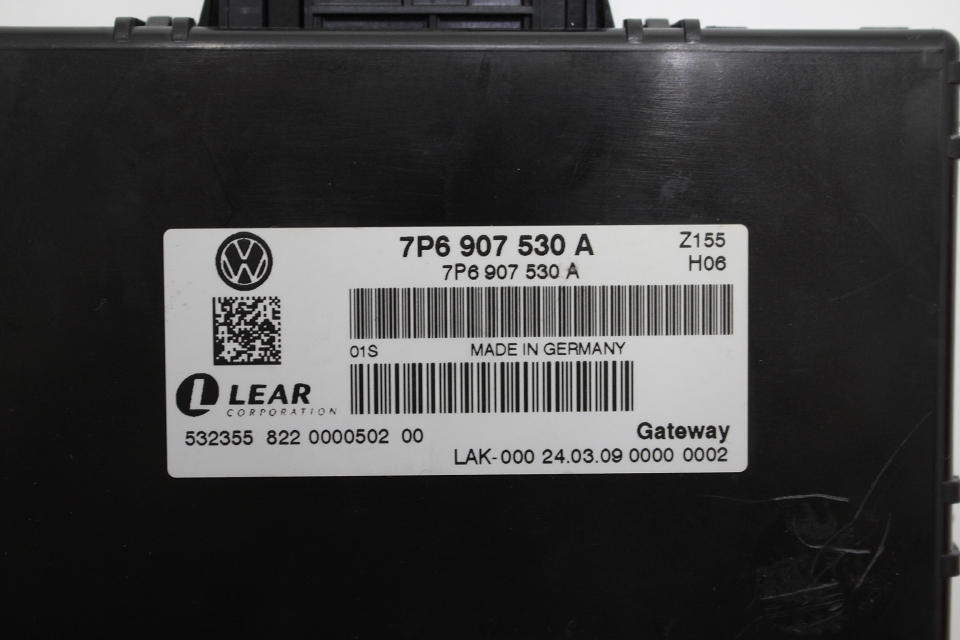 7P6 907 530 A
Z155
7P6 907 530 A
H06
01S MADE IN GERMANY
LEAR
CORPORATION
532355 822 0000502 00
Gateway
LAK-000 24.03.09 0000 0002